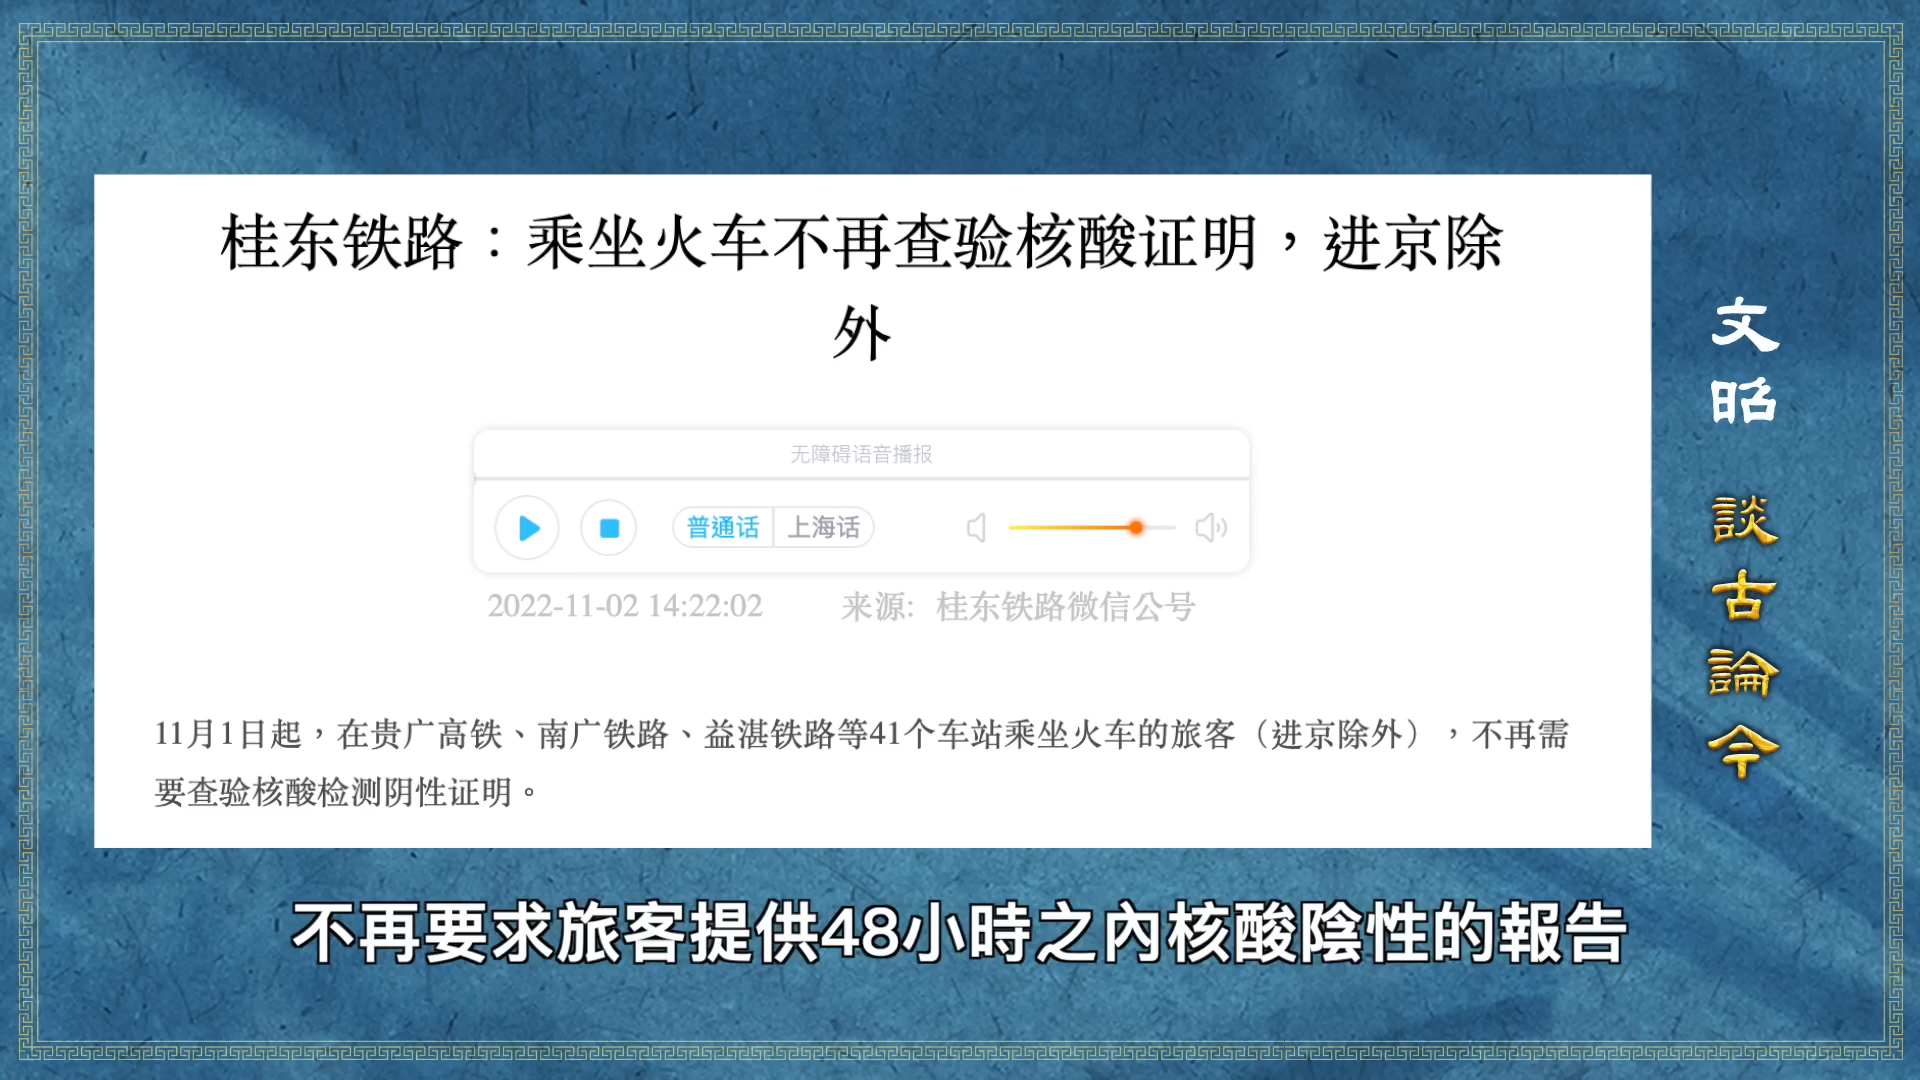 桂东铁路：乘坐火车不再查验核酸证明，进京除
外
无障碍语音播报
普通话 上海话
2022-11-02 14:22:02 来源：桂东铁路微信公号
11月1日起，在贵广高铁、南广铁路、益湛铁路等41个车站乘坐火车的旅客（进京除外），不再需
要查验核酸检测阴性证明。
不再要求旅客提供48小時之內核酸陰性的報告
文昭
談古論今